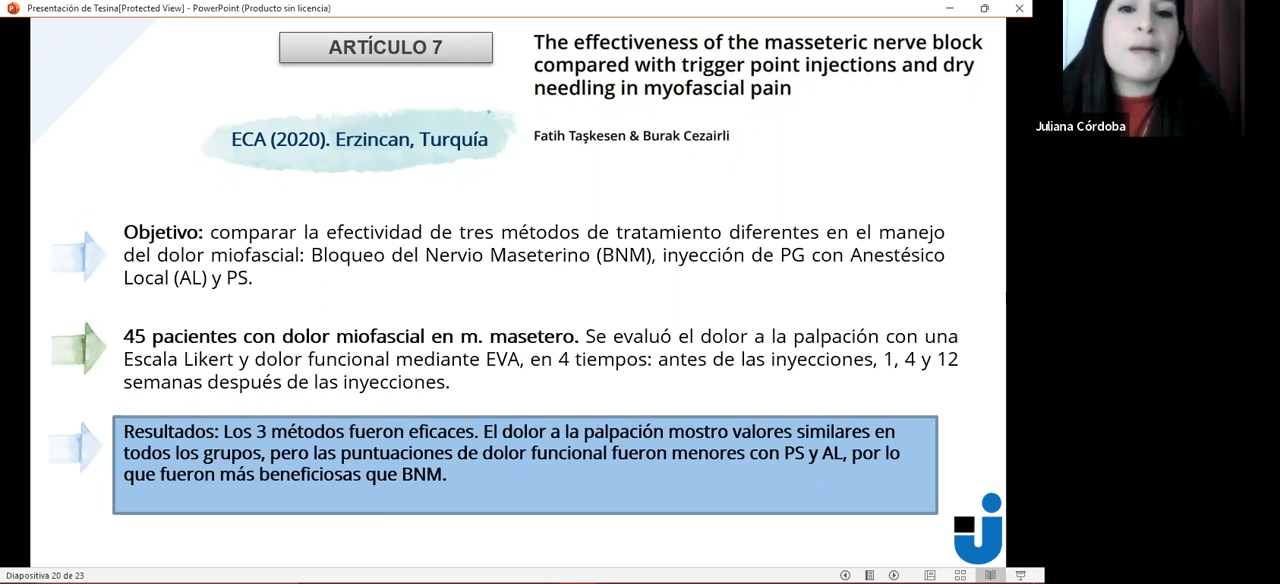 Presentación de Tesina[Protected View] - PowerPoint (Producto sin licencia)
ARTÍCULO 7
The effectiveness of the masseteric nerve block
compared with trigger point injections and dry
needling in myofascial pain
ECA (2020). Erzincan, Turquía
Fatih Taşkesen & Burak Cezairli
Juliana Córdoba
Objetivo: comparar la efectividad de tres métodos de tratamiento diferentes en el manejo
del dolor miofascial: Bloqueo del Nervio Maseterino (BNM), inyección de PG con Anestésico
Local (AL) y PS.
45 pacientes con dolor miofascial en m. masetero. Se evaluó el dolor a la palpación con una
Escala Likert y dolor funcional mediante EVA, en 4 tiempos: antes de las inyecciones, 1, 4 y 12
semanas después de las inyecciones.
Resultados: Los 3 métodos fueron eficaces. El dolor a la palpación mostro valores similares en
todos los grupos, pero las puntuaciones de dolor funcional fueron menores con PS y AL, por lo
que fueron más beneficiosas que BNM.
Diapositiva 20 de 23